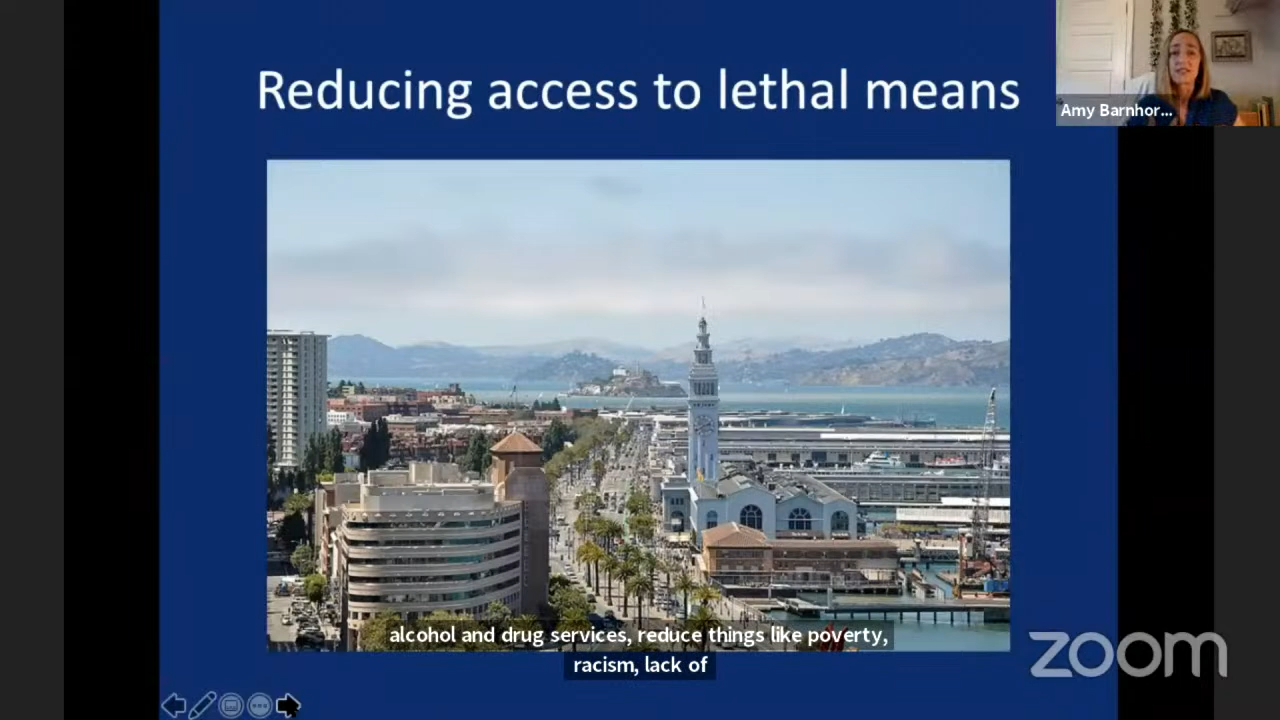 Reducing access to lethal means
Amy Barnhor...
alcohol and drug services, reduce things like poverty,
racism, lack of
zoom